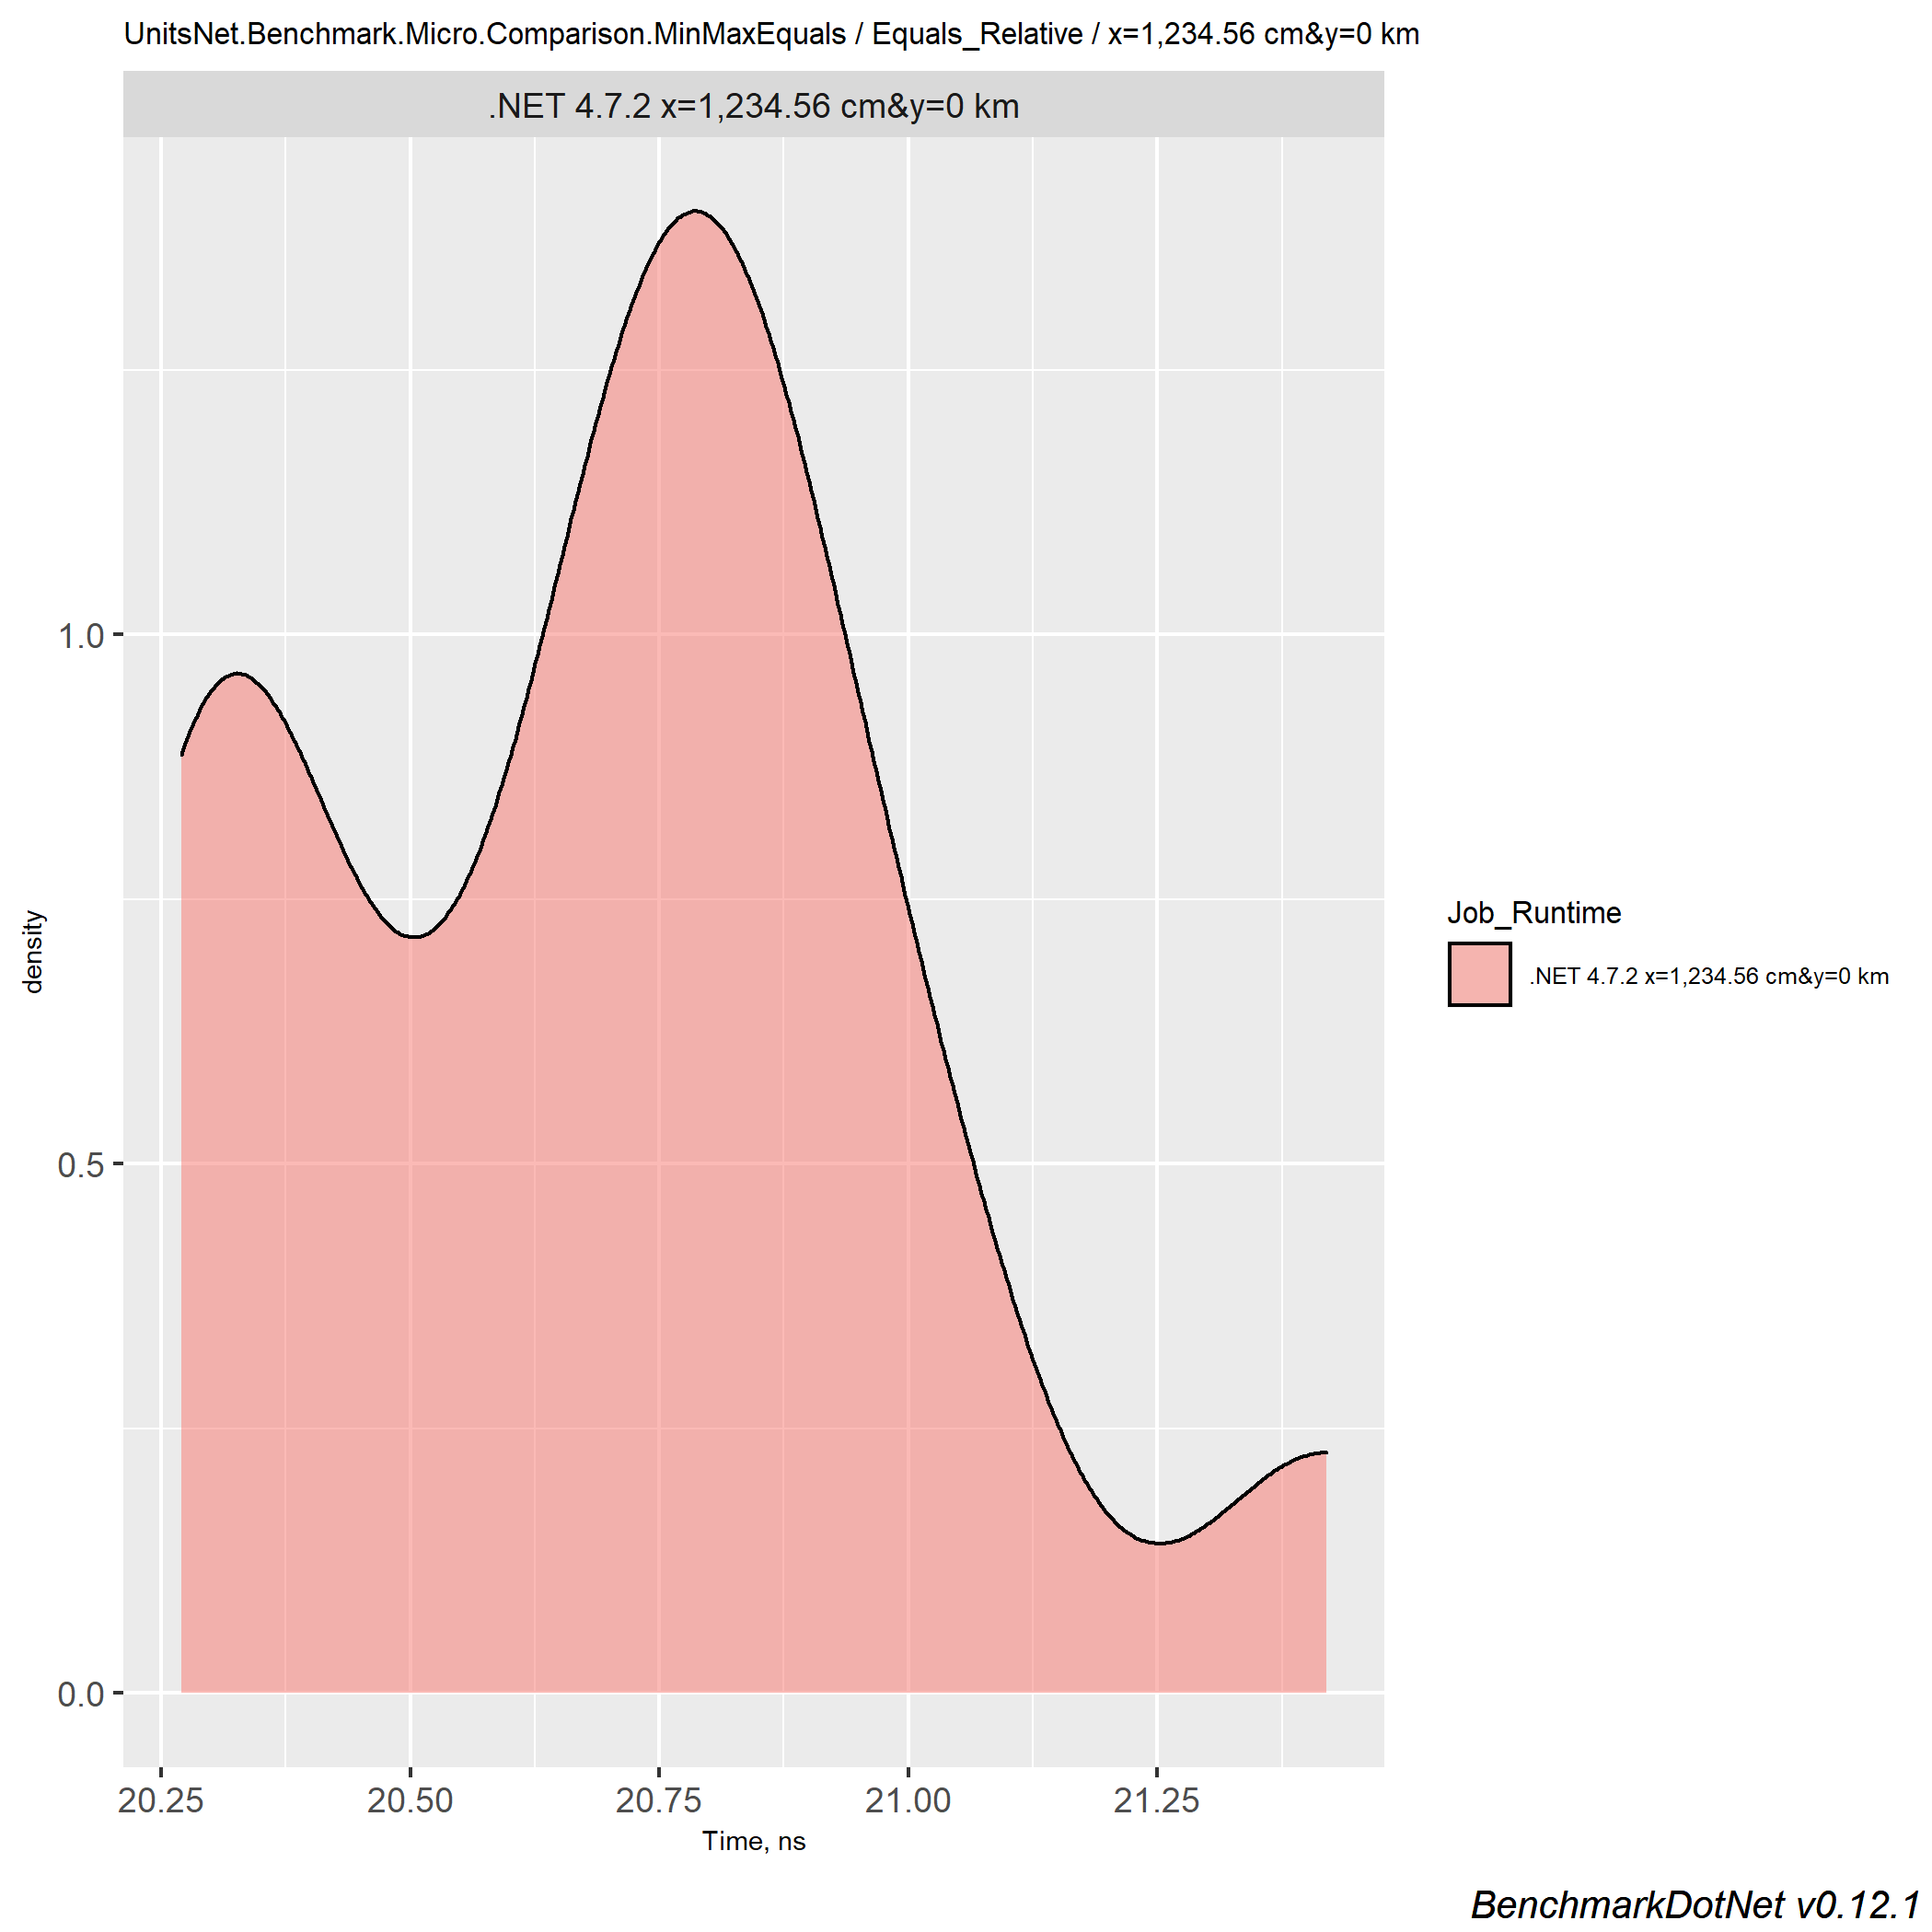 UnitsNet.Benchmark.Micro.Comparison.MinMaxEquals / Equals_Relative / x=1,234.56 cm&y=0 km
.NET 4.7.2 x=1,234.56 cm&y=0 km
1.0
0.5
0.0
density
20.25 20.50 20.75 21.00 21.25
Time, ns
Job_Runtime
.NET 4.7.2 x=1,234.56 cm&y=0 km
BenchmarkDotNet v0.12.1